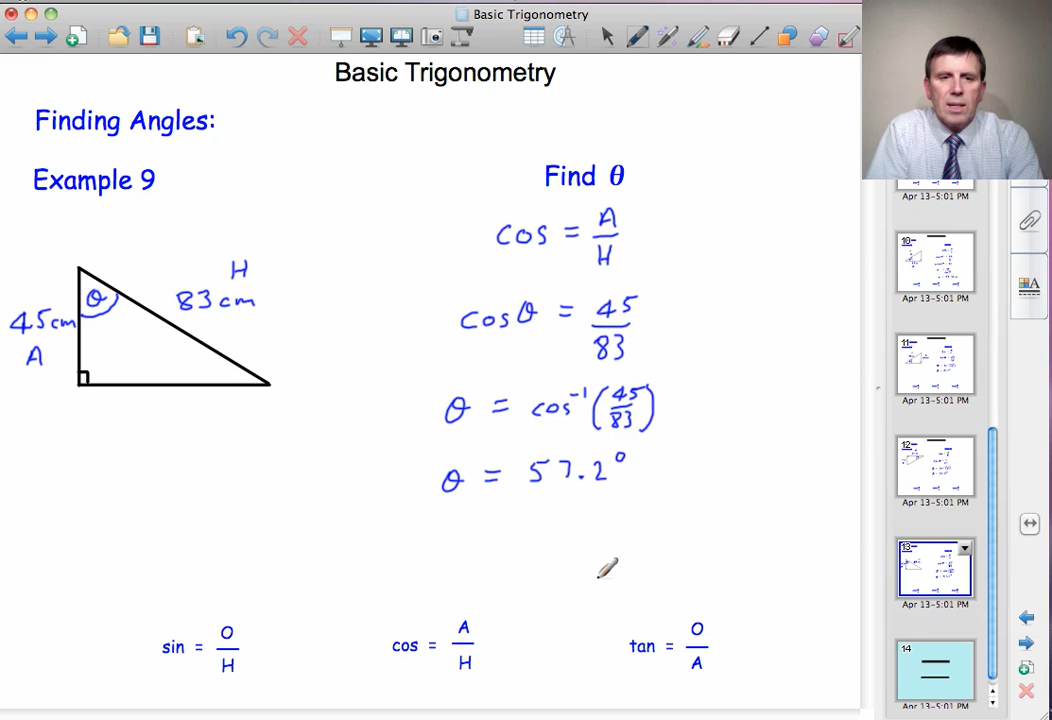 Basic Trigonometry
Basic Trigonometry
Finding Angles:
Example 9
Find θ
cos = A/H
H
83 cm
θ
45cm
A
cos θ = 45/83
θ = cos⁻¹(45/83)
θ = 57.2°
sin = O/H
cos = A/H
tan = O/A
Apr 13-5:01 PM
10
Apr 13-5:01 PM
11
Apr 13-5:01 PM
12
Apr 13-5:01 PM
13
Apr 13-5:01 PM
14